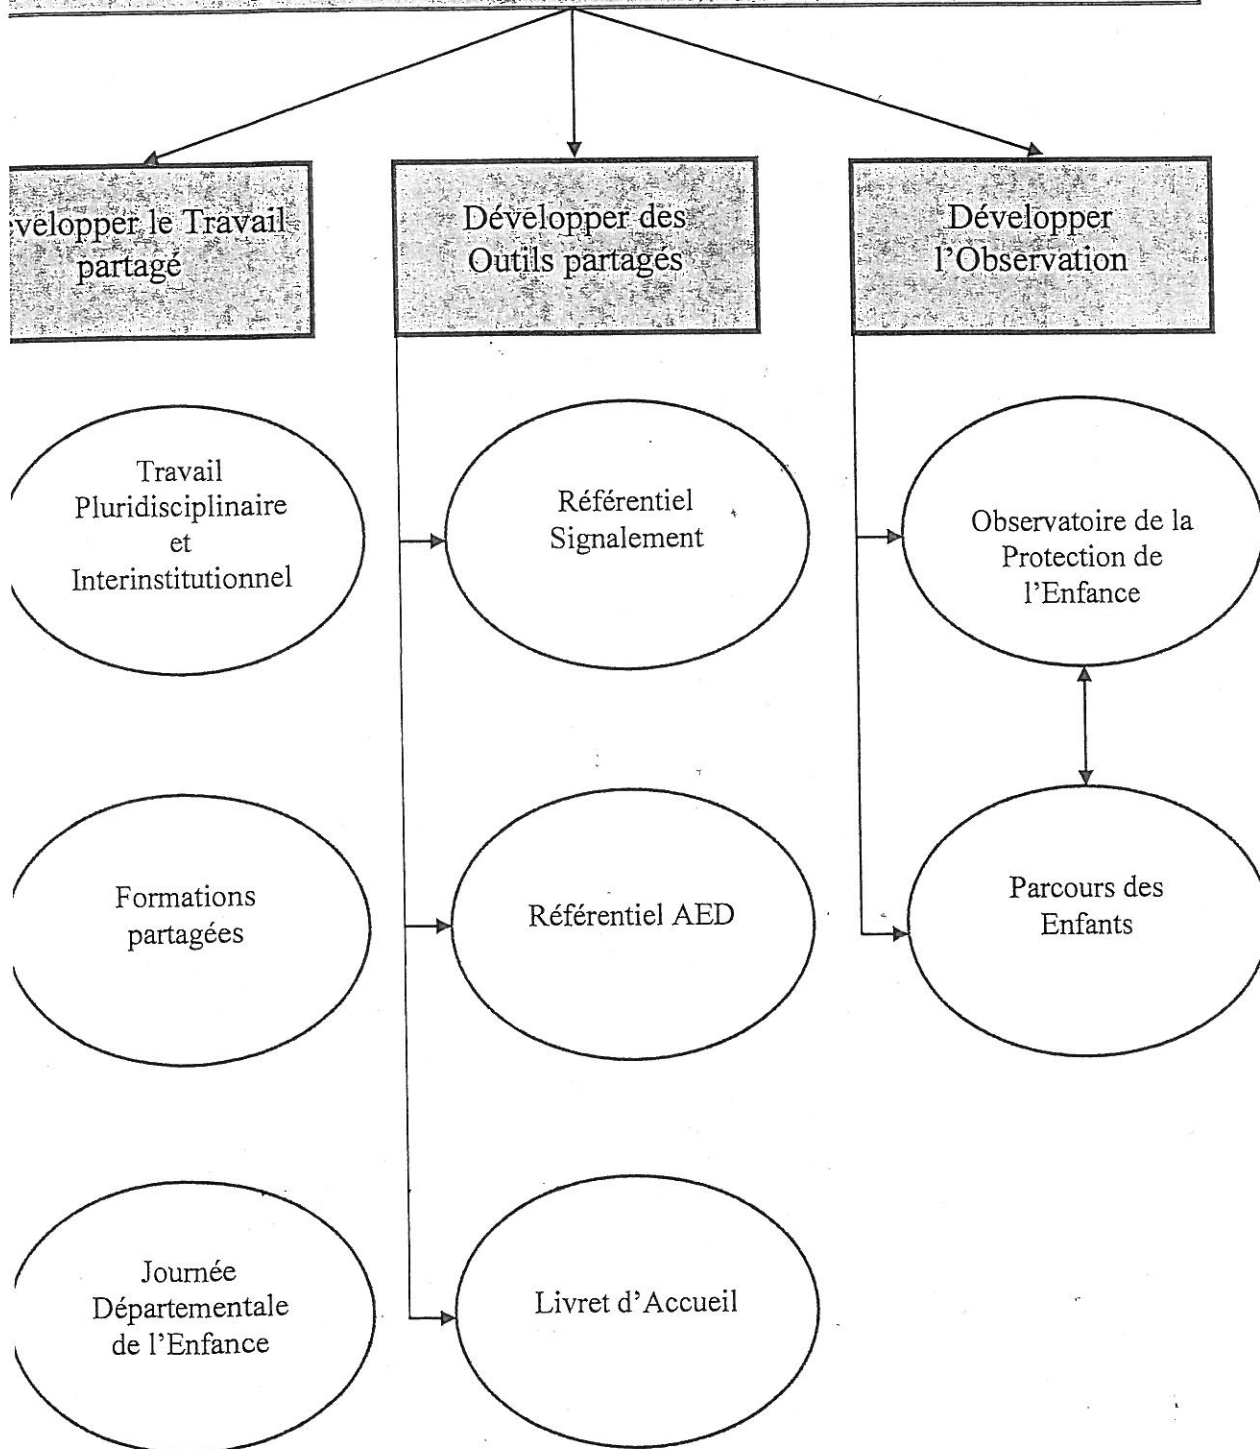 velopper le Travail
partagé
Développer des
Outils partagés
Développer
l'Observation
Travail
Pluridisciplinaire
et
Interinstitutionnel
Référentiel
Signalement
Observatoire de la
Protection de
l'Enfance
Formations
partagées
Référentiel AED
Parcours des
Enfants
Journée
Départementale
de l'Enfance
Livret d'Accueil